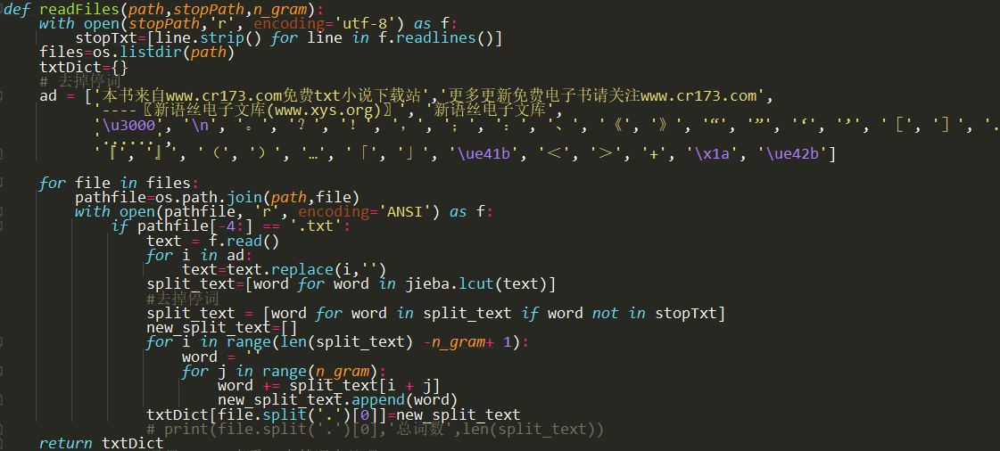 def readFiles(path,stopPath,n_gram):
    with open(stopPath,'r', encoding='utf-8') as f:
        stopTxt=[line.strip() for line in f.readlines()]
    files=os.listdir(path)
    txtDict={}
    # 去掉停词
    ad = ['本书来自www.cr173.com免费txt小说下载站','更多更新免费电子书请关注www.cr173.com',
          '----〖新语丝电子文库(www.xys.org)〗', '新语丝电子文库',
          '\u3000', '\n', '。', '？', '！', '，', '；', '：', '、', '《', '》', '“', '”', '‘', '’', '［', '］', '.
          '......',
          '『', '』', '（', '）', '…', '「', '」', '\ue41b', '＜', '＞', '+', '\x1a', '\ue42b']
    for file in files:
        pathfile=os.path.join(path,file)
        with open(pathfile, 'r', encoding='ANSI') as f:
            if pathfile[-4:] == '.txt':
                text = f.read()
                for i in ad:
                    text=text.replace(i,'')
                split_text=[word for word in jieba.lcut(text)]
                #去掉停词
                split_text = [word for word in split_text if word not in stopTxt]
                new_split_text=[]
                for i in range(len(split_text) -n_gram+ 1):
                    word = ''
                    for j in range(n_gram):
                        word += split_text[i + j]
                        new_split_text.append(word)
                txtDict[file.split('.')[0]]=new_split_text
                # print(file.split('.')[0],'总词数',len(split_text))
    return txtDict